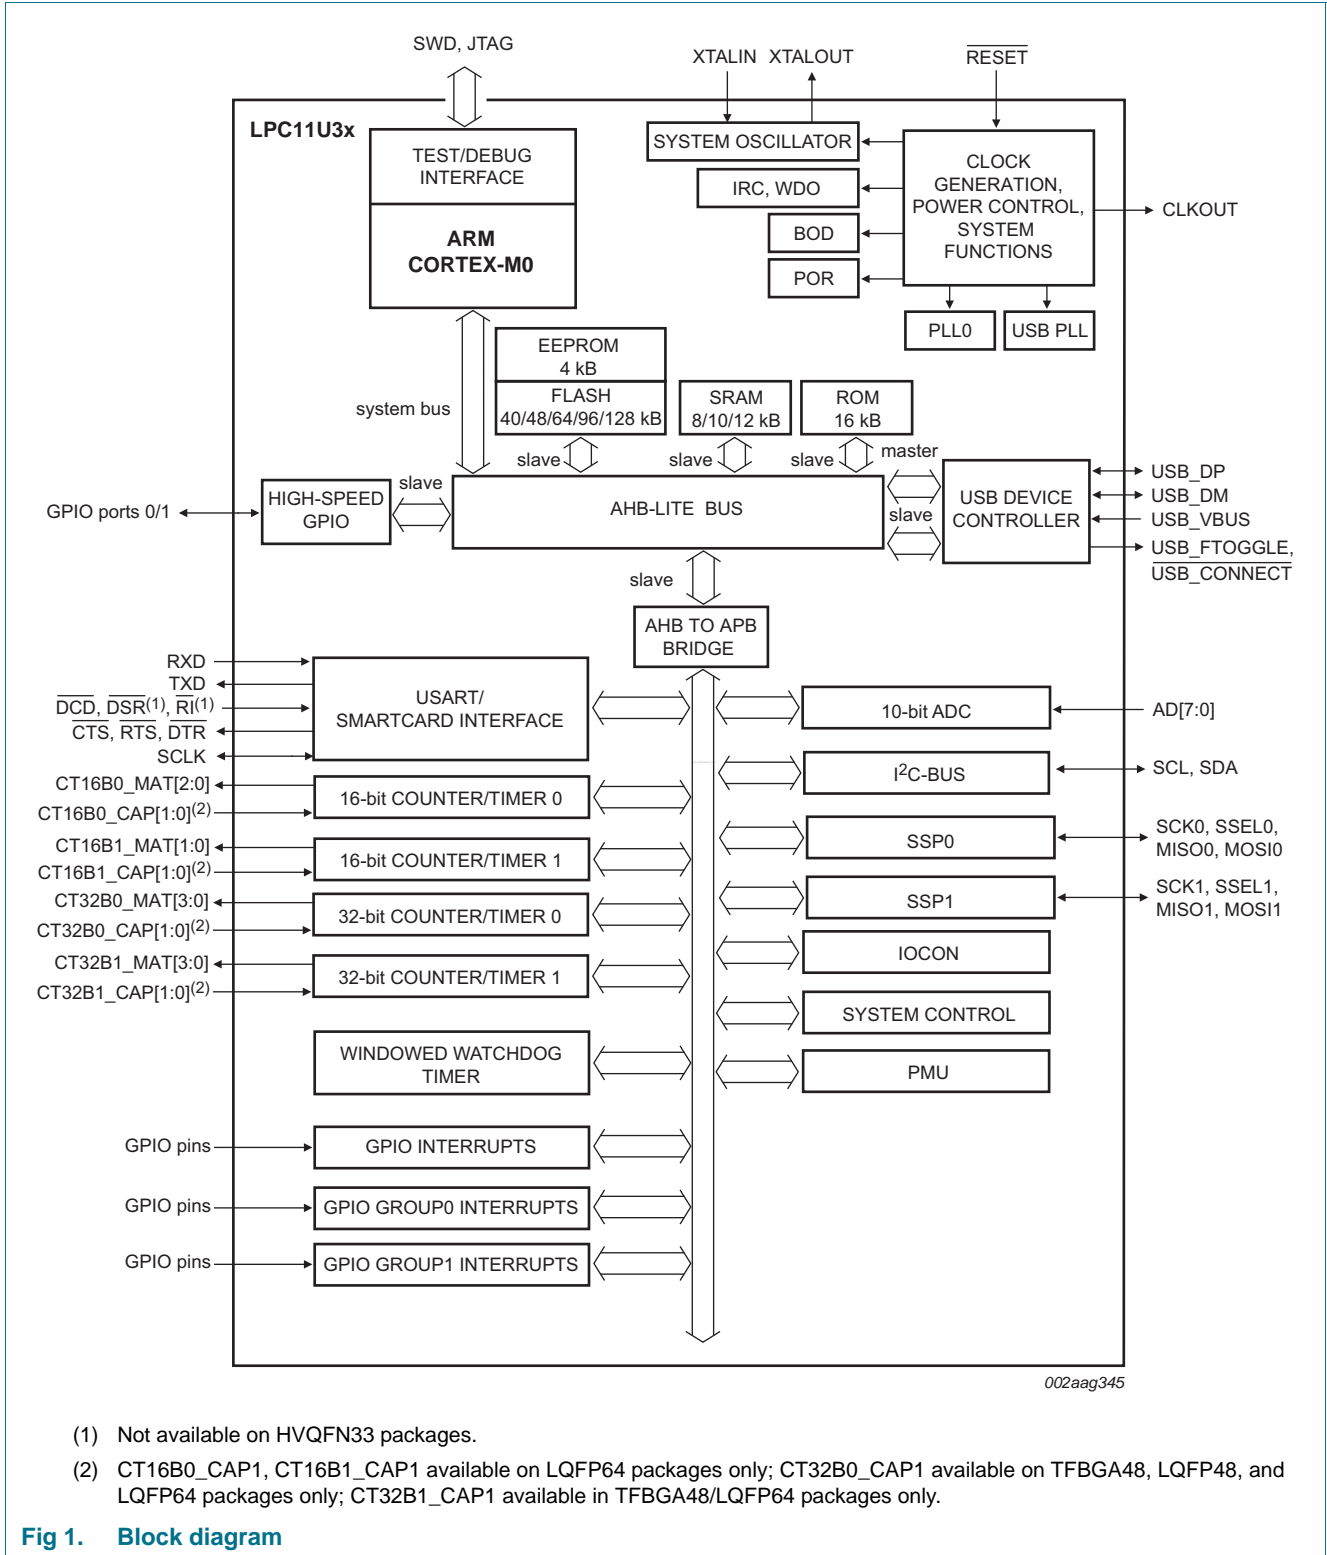 SWD, JTAG
XTALIN XTALOUT
RESET
LPC11U3x
TEST/DEBUG
INTERFACE
ARM
CORTEX-M0
SYSTEM OSCILLATOR
IRC, WDO
BOD
POR
CLOCK
GENERATION,
POWER CONTROL,
SYSTEM
FUNCTIONS
CLKOUT
PLL0
USB PLL
EEPROM
4 kB
FLASH
40/48/64/96/128 kB
SRAM
8/10/12 kB
ROM
16 kB
system bus
slave
slave
slave
master
slave
slave
GPIO ports 0/1
HIGH-SPEED
GPIO
AHB-LITE BUS
USB DEVICE
CONTROLLER
USB_DP
USB_DM
USB_VBUS
USB_FTOGGLE,
USB_CONNECT
slave
AHB TO APB
BRIDGE
RXD
TXD
DCD, DSR(1), RI(1)
CTS, RTS, DTR
SCLK
USART/
SMARTCARD INTERFACE
10-bit ADC
AD[7:0]
I2C-BUS
SCL, SDA
CT16B0_MAT[2:0]
CT16B0_CAP[1:0](2)
16-bit COUNTER/TIMER 0
SSP0
SCK0, SSEL0,
MISO0, MOSI0
CT16B1_MAT[1:0]
CT16B1_CAP[1:0](2)
16-bit COUNTER/TIMER 1
SSP1
SCK1, SSEL1,
MISO1, MOSI1
CT32B0_MAT[3:0]
CT32B0_CAP[1:0](2)
32-bit COUNTER/TIMER 0
IOCON
CT32B1_MAT[3:0]
CT32B1_CAP[1:0](2)
32-bit COUNTER/TIMER 1
SYSTEM CONTROL
WINDOWED WATCHDOG
TIMER
PMU
GPIO pins
GPIO INTERRUPTS
GPIO pins
GPIO GROUP0 INTERRUPTS
GPIO pins
GPIO GROUP1 INTERRUPTS
002aag345
(1) Not available on HVQFN33 packages.
(2) CT16B0_CAP1, CT16B1_CAP1 available on LQFP64 packages only; CT32B0_CAP1 available on TFBGA48, LQFP48, and
LQFP64 packages only; CT32B1_CAP1 available in TFBGA48/LQFP64 packages only.
Fig 1. Block diagram